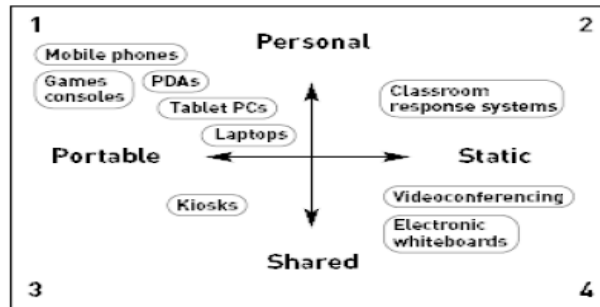 1
2
Personal
Mobile phones
Games
consoles
PDAs
Tablet PCs
Laptops
Classroom
response systems
Portable
Static
Kiosks
Videoconferencing
Electronic
whiteboards
Shared
3
4